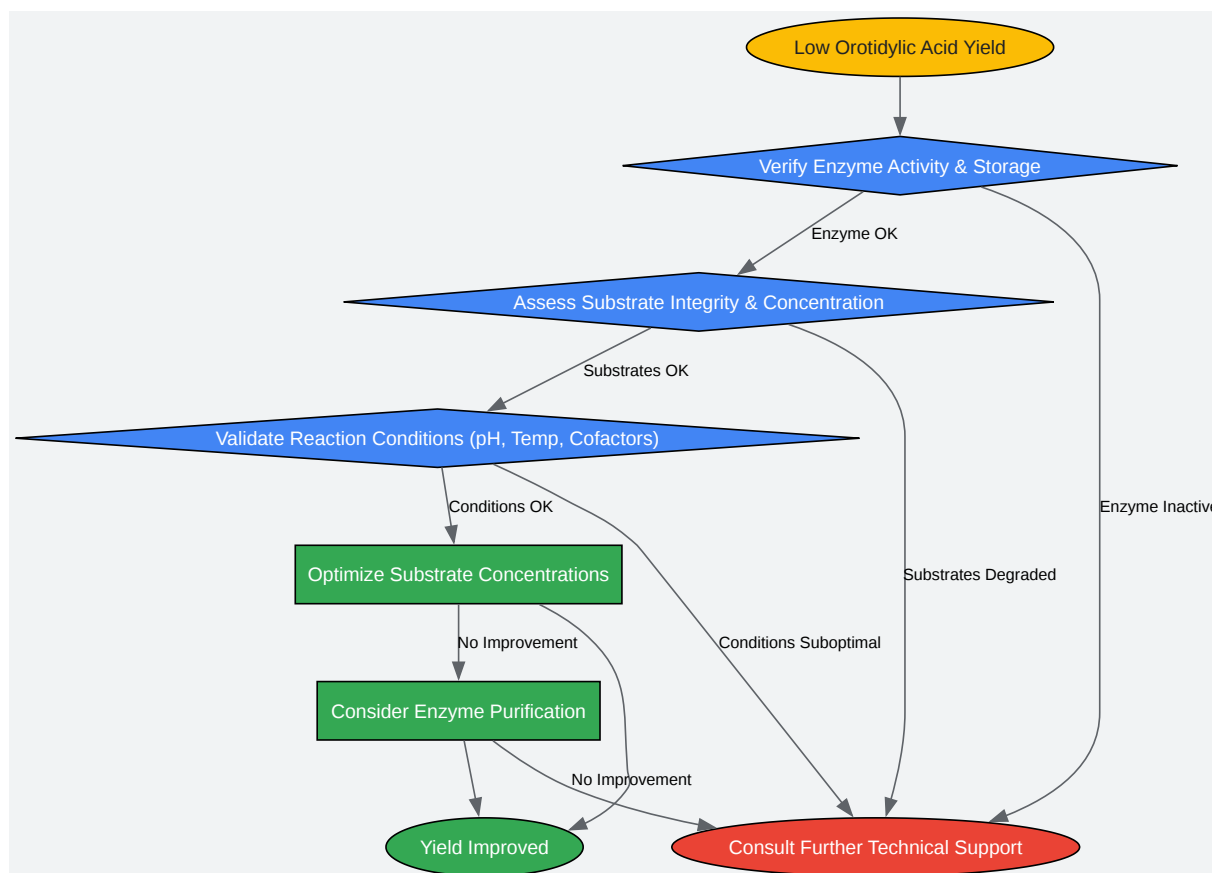 Low Orotidylic Acid Yield
Verify Enzyme Activity & Storage
Enzyme OK
Assess Substrate Integrity & Concentration
Substrates OK
Validate Reaction Conditions (pH, Temp, Cofactors)
Conditions OK
Enzyme Inactive
Optimize Substrate Concentrations
Substrates Degraded
No Improvement
Conditions Suboptimal
Consider Enzyme Purification
No Improvement
Yield Improved
Consult Further Technical Support